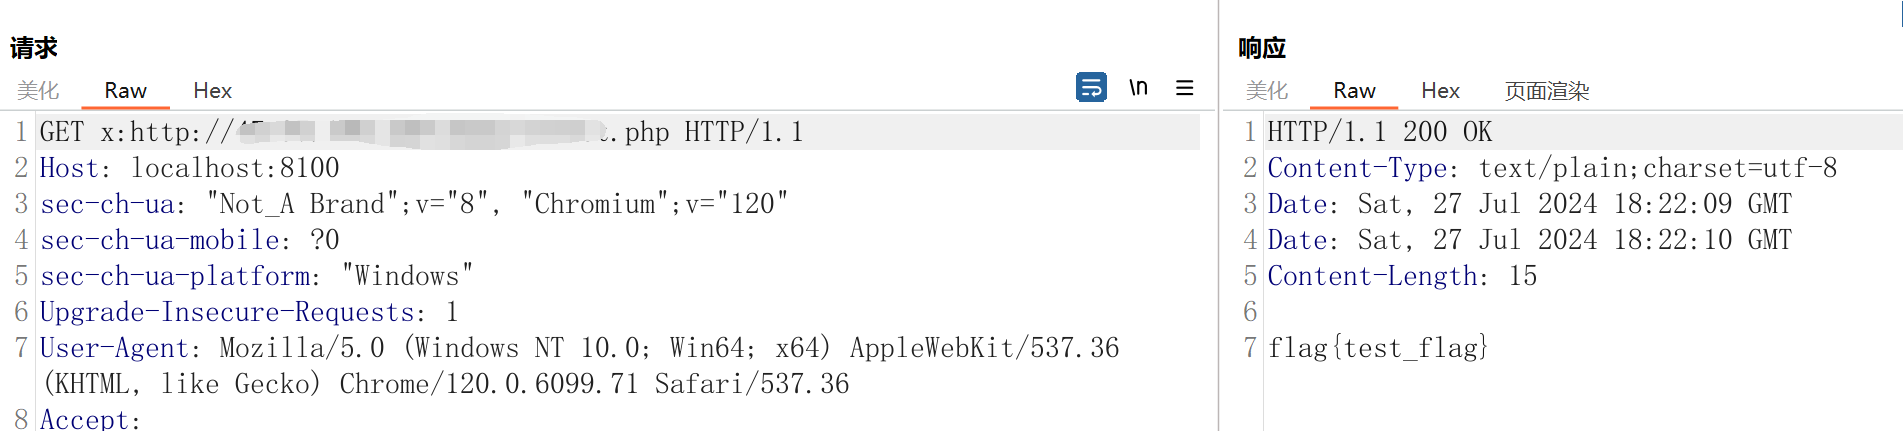 请求
美化 Raw Hex \n
1 GET x:http:// .php HTTP/1.1
2 Host: localhost:8100
3 sec-ch-ua: "Not_A Brand";v="8", "Chromium";v="120"
4 sec-ch-ua-mobile: ?0
5 sec-ch-ua-platform: "Windows"
6 Upgrade-Insecure-Requests: 1
7 User-Agent: Mozilla/5.0 (Windows NT 10.0; Win64; x64) AppleWebKit/537.36
(KHTML, like Gecko) Chrome/120.0.6099.71 Safari/537.36
8 Accept:
响应
美化 Raw Hex 页面渲染
1 HTTP/1.1 200 OK
2 Content-Type: text/plain;charset=utf-8
3 Date: Sat, 27 Jul 2024 18:22:09 GMT
4 Date: Sat, 27 Jul 2024 18:22:10 GMT
5 Content-Length: 15
6
7 flag{test_flag}